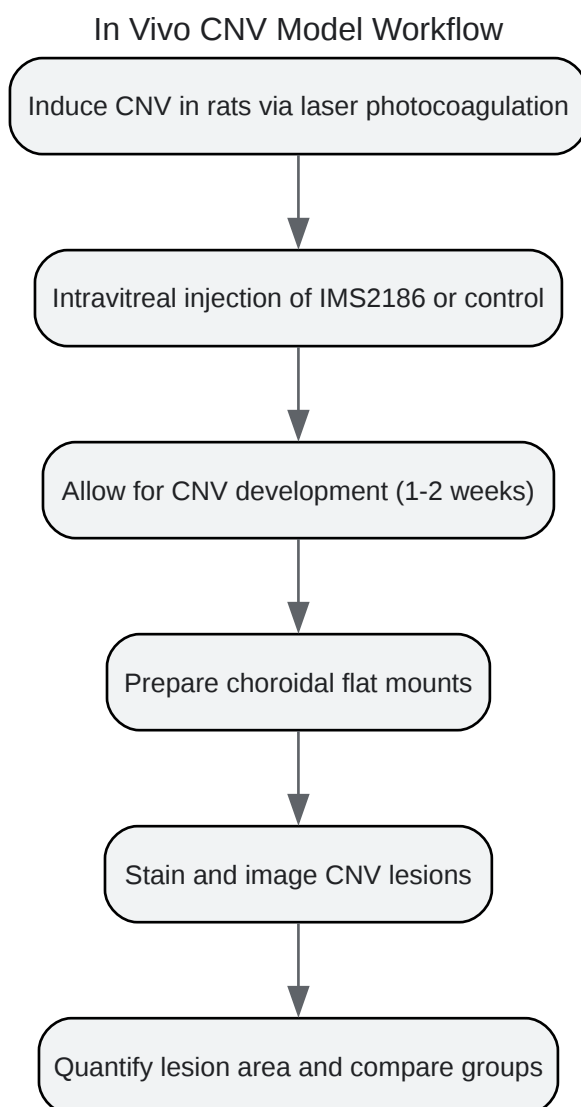 In Vivo CNV Model Workflow
Induce CNV in rats via laser photocoagulation
Intravitreal injection of IMS2186 or control
Allow for CNV development (1-2 weeks)
Prepare choroidal flat mounts
Stain and image CNV lesions
Quantify lesion area and compare groups